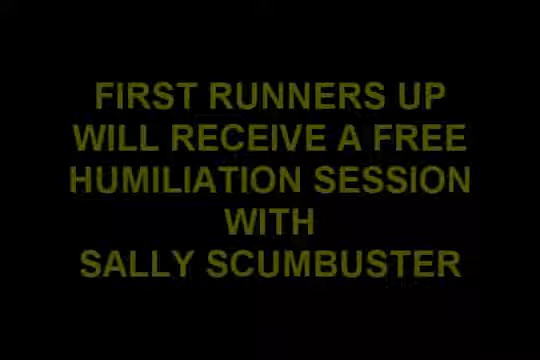 FIRST RUNNERS UP
WILL RECEIVE A FREE
HUMILIATION SESSION
WITH
SALLY SCUMBUSTER